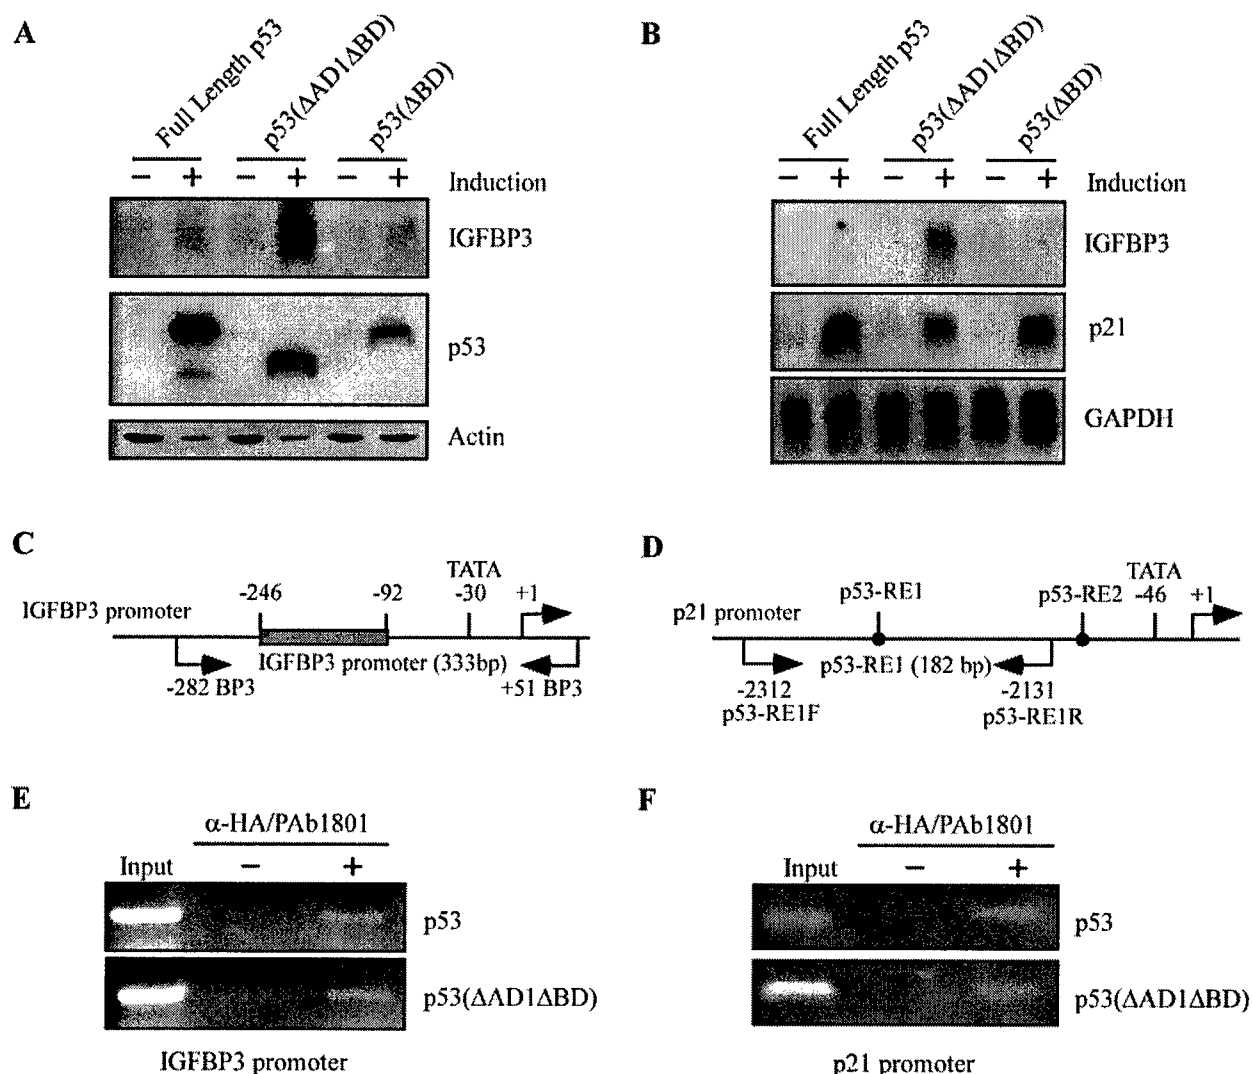 A
Full Length p53
p53(ΔAD1ΔBD)
p53(ΔBD)
− + − + − + Induction
IGFBP3
p53
Actin
B
Full Length p53
p53(ΔAD1ΔBD)
p53(ΔBD)
− + − + − + Induction
IGFBP3
p21
GAPDH
C
TATA
-246 -92 -30 +1
IGFBP3 promoter
IGFBP3 promoter (333bp)
-282 BP3 +51 BP3
D
TATA
p53-RE1 p53-RE2 -46 +1
p21 promoter
p53-RE1 (182 bp)
-2312 -2131
p53-RE1F p53-RE1R
E
α-HA/PAb1801
Input − +
p53
p53(ΔAD1ΔBD)
IGFBP3 promoter
F
α-HA/PAb1801
Input − +
p53
p53(ΔAD1ΔBD)
p21 promoter